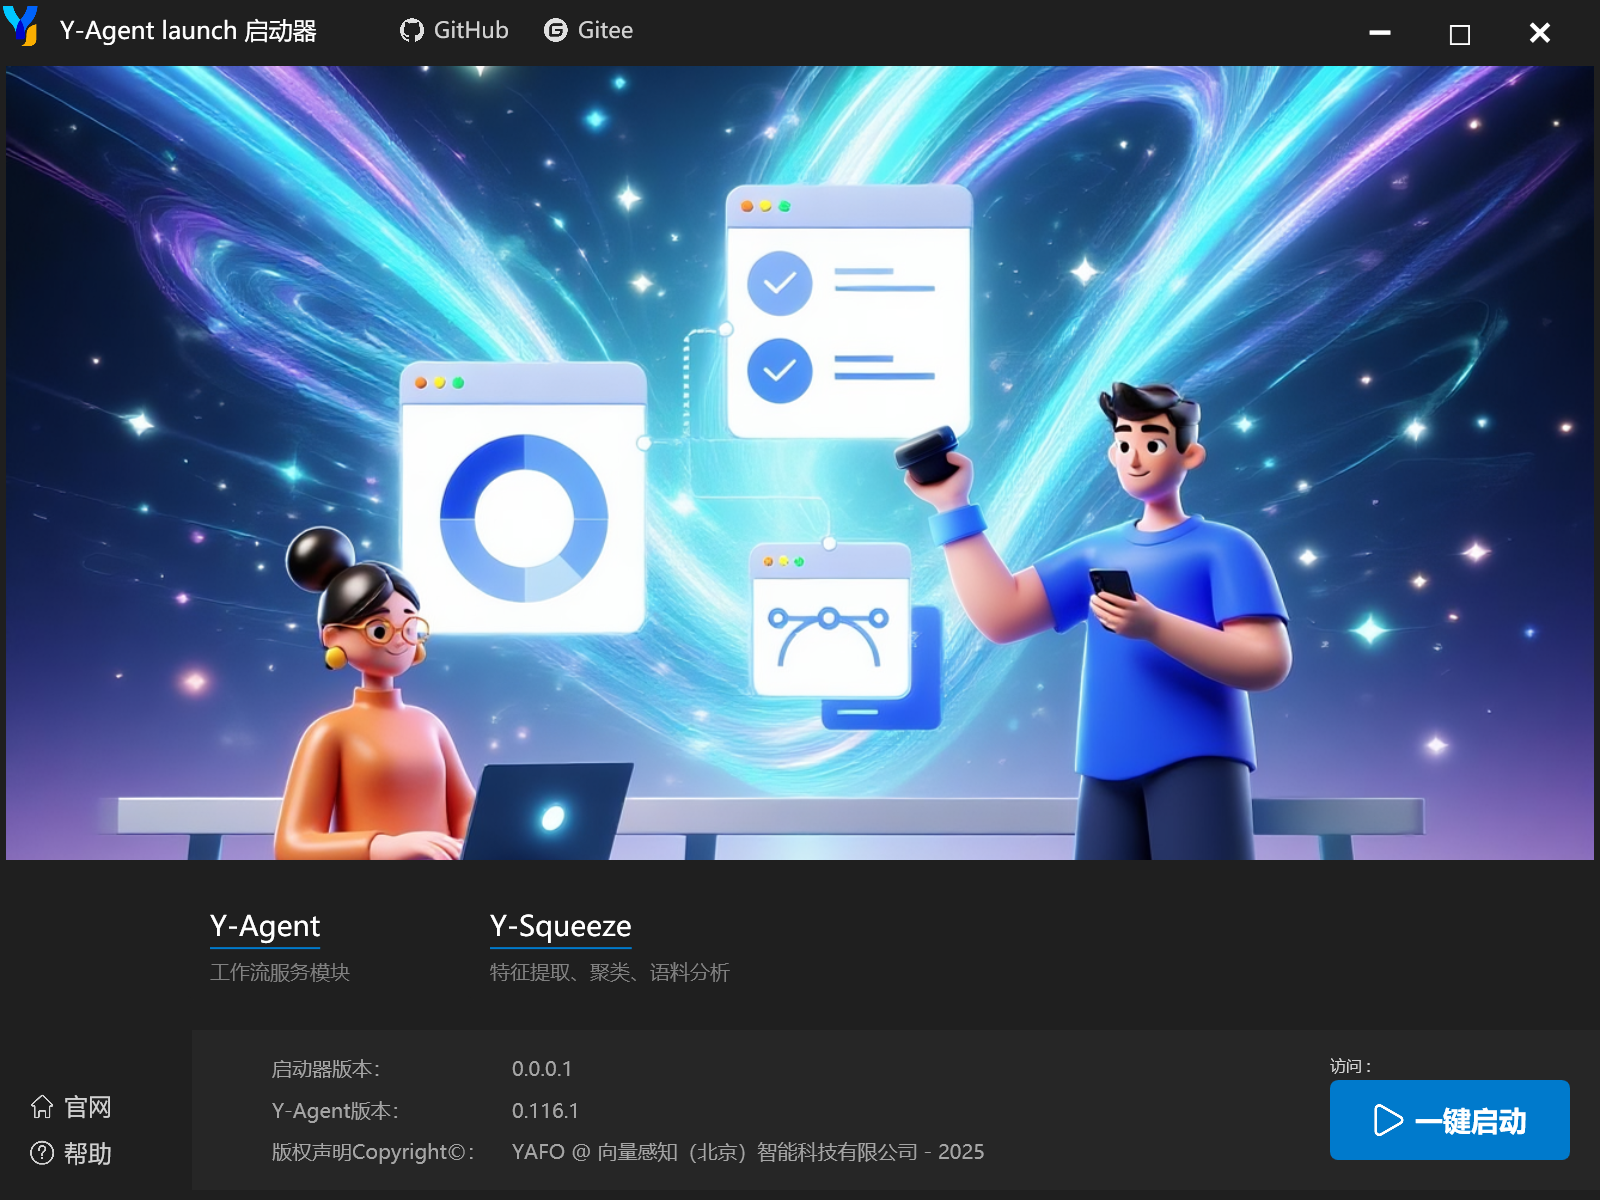 Y-Agent launch 启动器
GitHub
Gitee
Y-Agent
工作流服务模块
Y-Squeeze
特征提取、聚类、语料分析
官网
帮助
启动器版本： 0.0.0.1
Y-Agent版本： 0.116.1
版权声明Copyright©： YAFO @ 向量感知（北京）智能科技有限公司 - 2025
访问：
一键启动